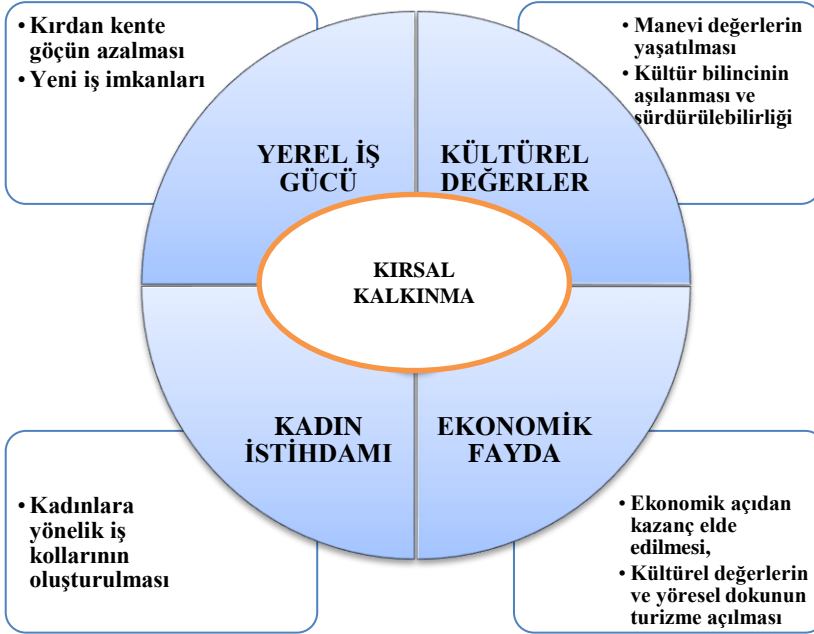 • Kırdan kente
göçün azalması
• Yeni iş imkanları
• Manevi değerlerin
yaşatılması
• Kültür bilincinin
aşılanması ve
sürdürülebilirliği
YEREL İŞ
GÜCÜ
KÜLTÜREL
DEĞERLER
KIRSAL
KALKINMA
KADIN
İSTİHDAMI
EKONOMİK
FAYDA
• Kadınlara
yönelik iş
kollarının
oluşturulması
• Ekonomik açıdan
kazanç elde
edilmesi,
• Kültürel değerlerin
ve yöresel dokunun
turizme açılması